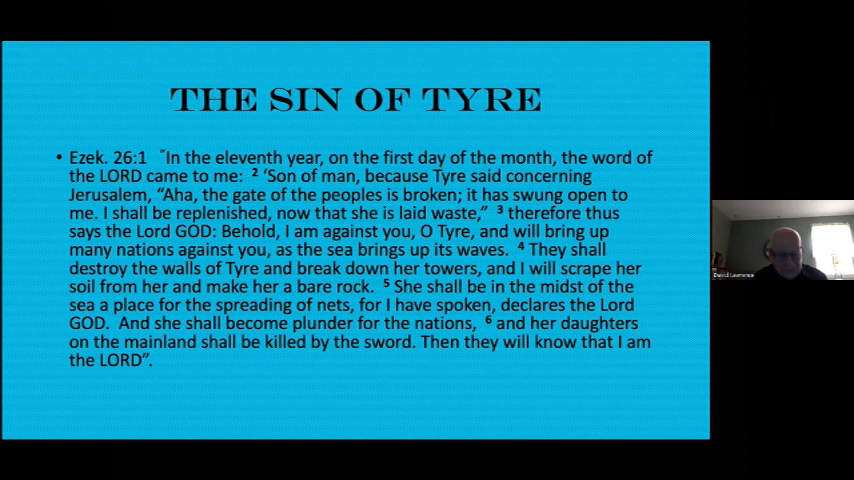 THE SIN OF TYRE
• Ezek. 26:1 "In the eleventh year, on the first day of the month, the word of
the LORD came to me: 2 'Son of man, because Tyre said concerning
Jerusalem, "Aha, the gate of the peoples is broken; it has swung open to
me. I shall be replenished, now that she is laid waste," 3 therefore thus
says the Lord GOD: Behold, I am against you, O Tyre, and will bring up
many nations against you, as the sea brings up its waves. 4 They shall
destroy the walls of Tyre and break down her towers, and I will scrape her
soil from her and make her a bare rock. 5 She shall be in the midst of the
sea a place for the spreading of nets, for I have spoken, declares the Lord
GOD. And she shall become plunder for the nations, 6 and her daughters
on the mainland shall be killed by the sword. Then they will know that I am
the LORD".